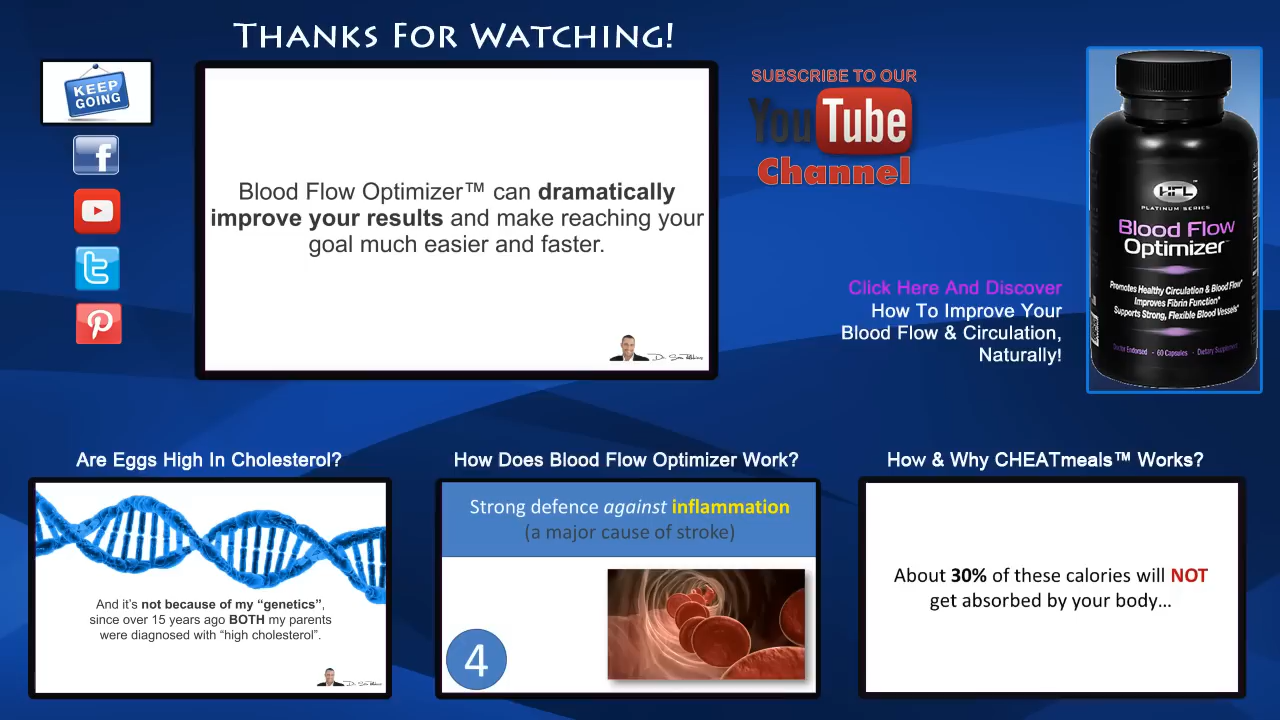 THANKS FOR WATCHING!
KEEP
GOING
Blood Flow Optimizer™ can dramatically
improve your results and make reaching your
goal much easier and faster.
SUBSCRIBE TO OUR
YouTube
Channel
Click Here And Discover
How To Improve Your
Blood Flow & Circulation,
Naturally!
HFL
PLATINUM SERIES
Blood Flow
Optimizer™
Promotes Healthy Circulation & Blood Flow*
Improves Fibrin Function*
Supports Strong, Flexible Blood Vessels*
Doctor Endorsed - 60 Capsules - Dietary Supplement
Are Eggs High In Cholesterol?
And it's not because of my “genetics”,
since over 15 years ago BOTH my parents
were diagnosed with “high cholesterol”.
How Does Blood Flow Optimizer Work?
Strong defence against inflammation
(a major cause of stroke)
4
How & Why CHEATmeals™ Works?
About 30% of these calories will NOT
get absorbed by your body…